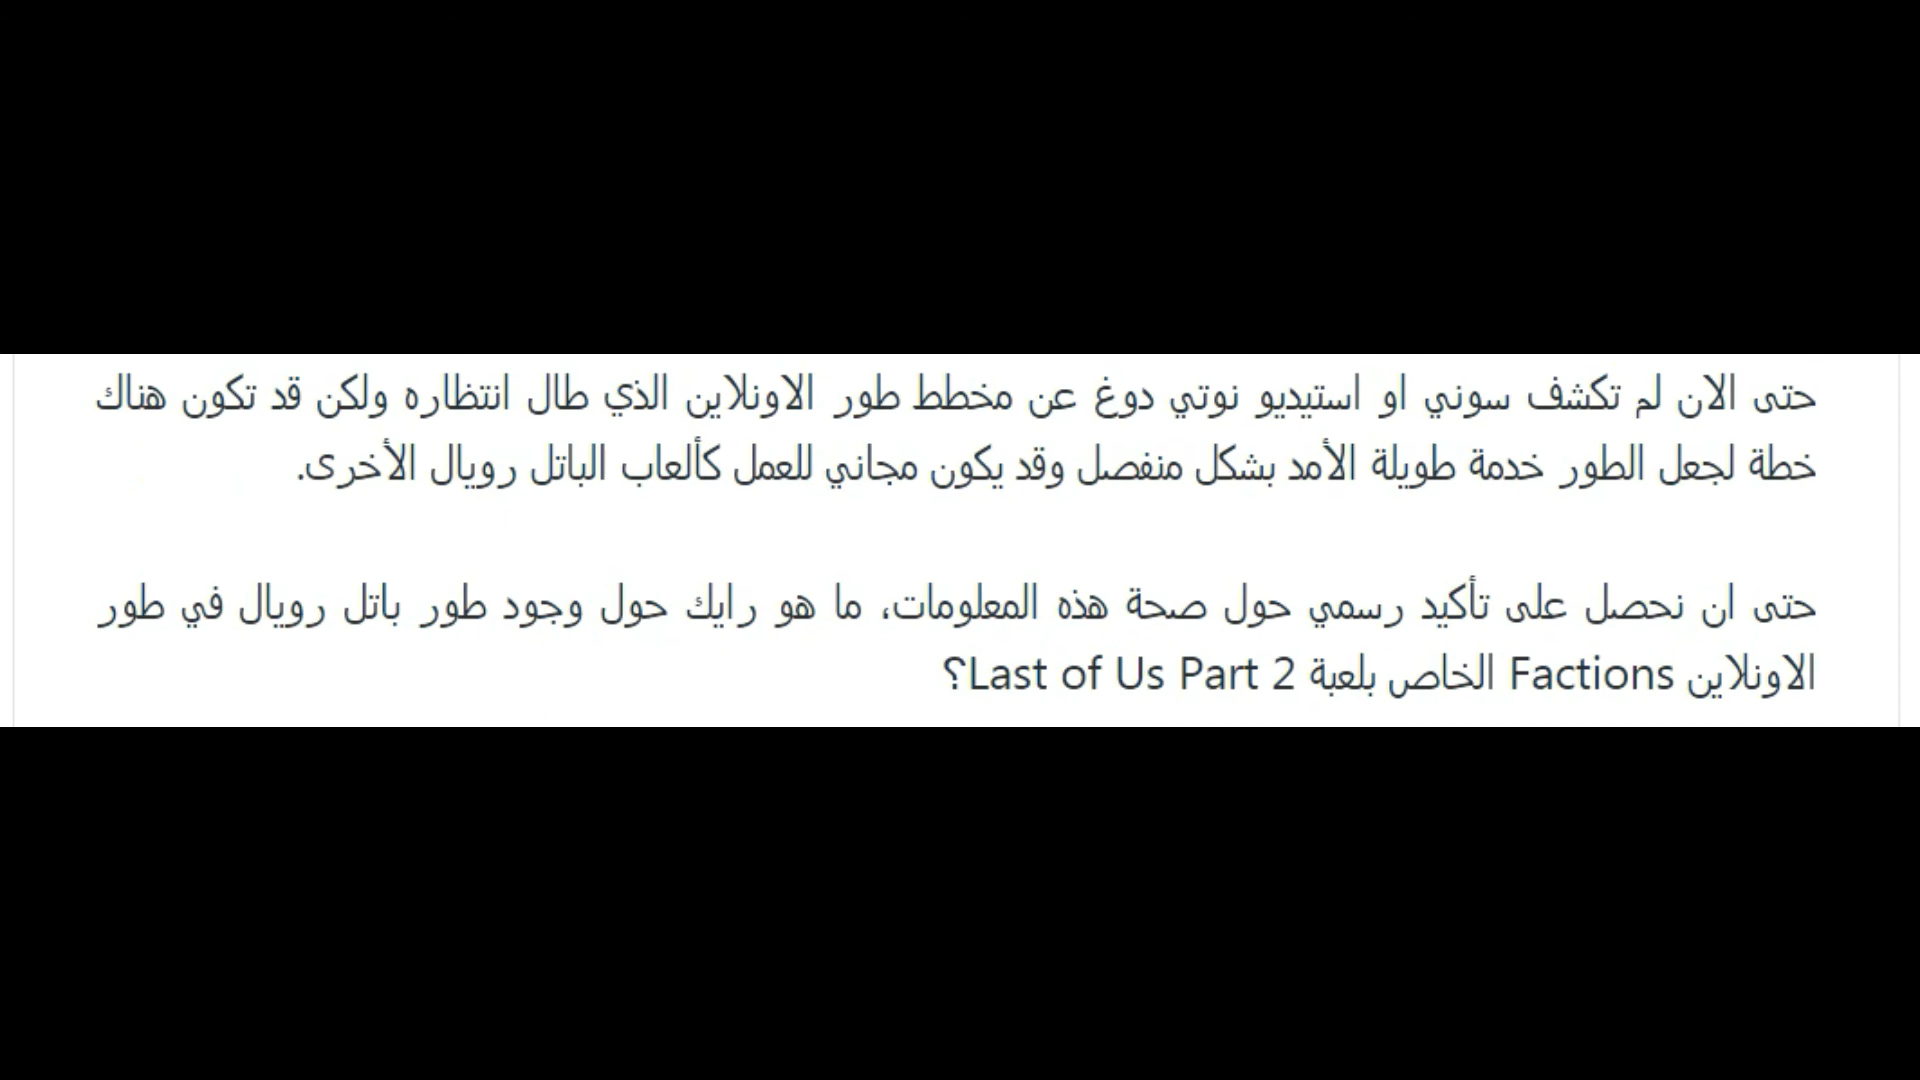 حتى الان لم تكشف سوني او استيديو نوتي دوغ عن مخطط طور الاونلاين الذي طال انتظاره ولكن قد تكون هناك
خطة لجعل الطور خدمة طويلة الأمد بشكل منفصل وقد يكون مجاني للعمل كألعاب الباتل رويال الأخرى.
حتى ان نحصل على تأكيد رسمي حول صحة هذه المعلومات، ما هو رايك حول وجود طور باتل رويال في طور
الاونلاين Factions الخاص بلعبة Last of Us Part 2؟